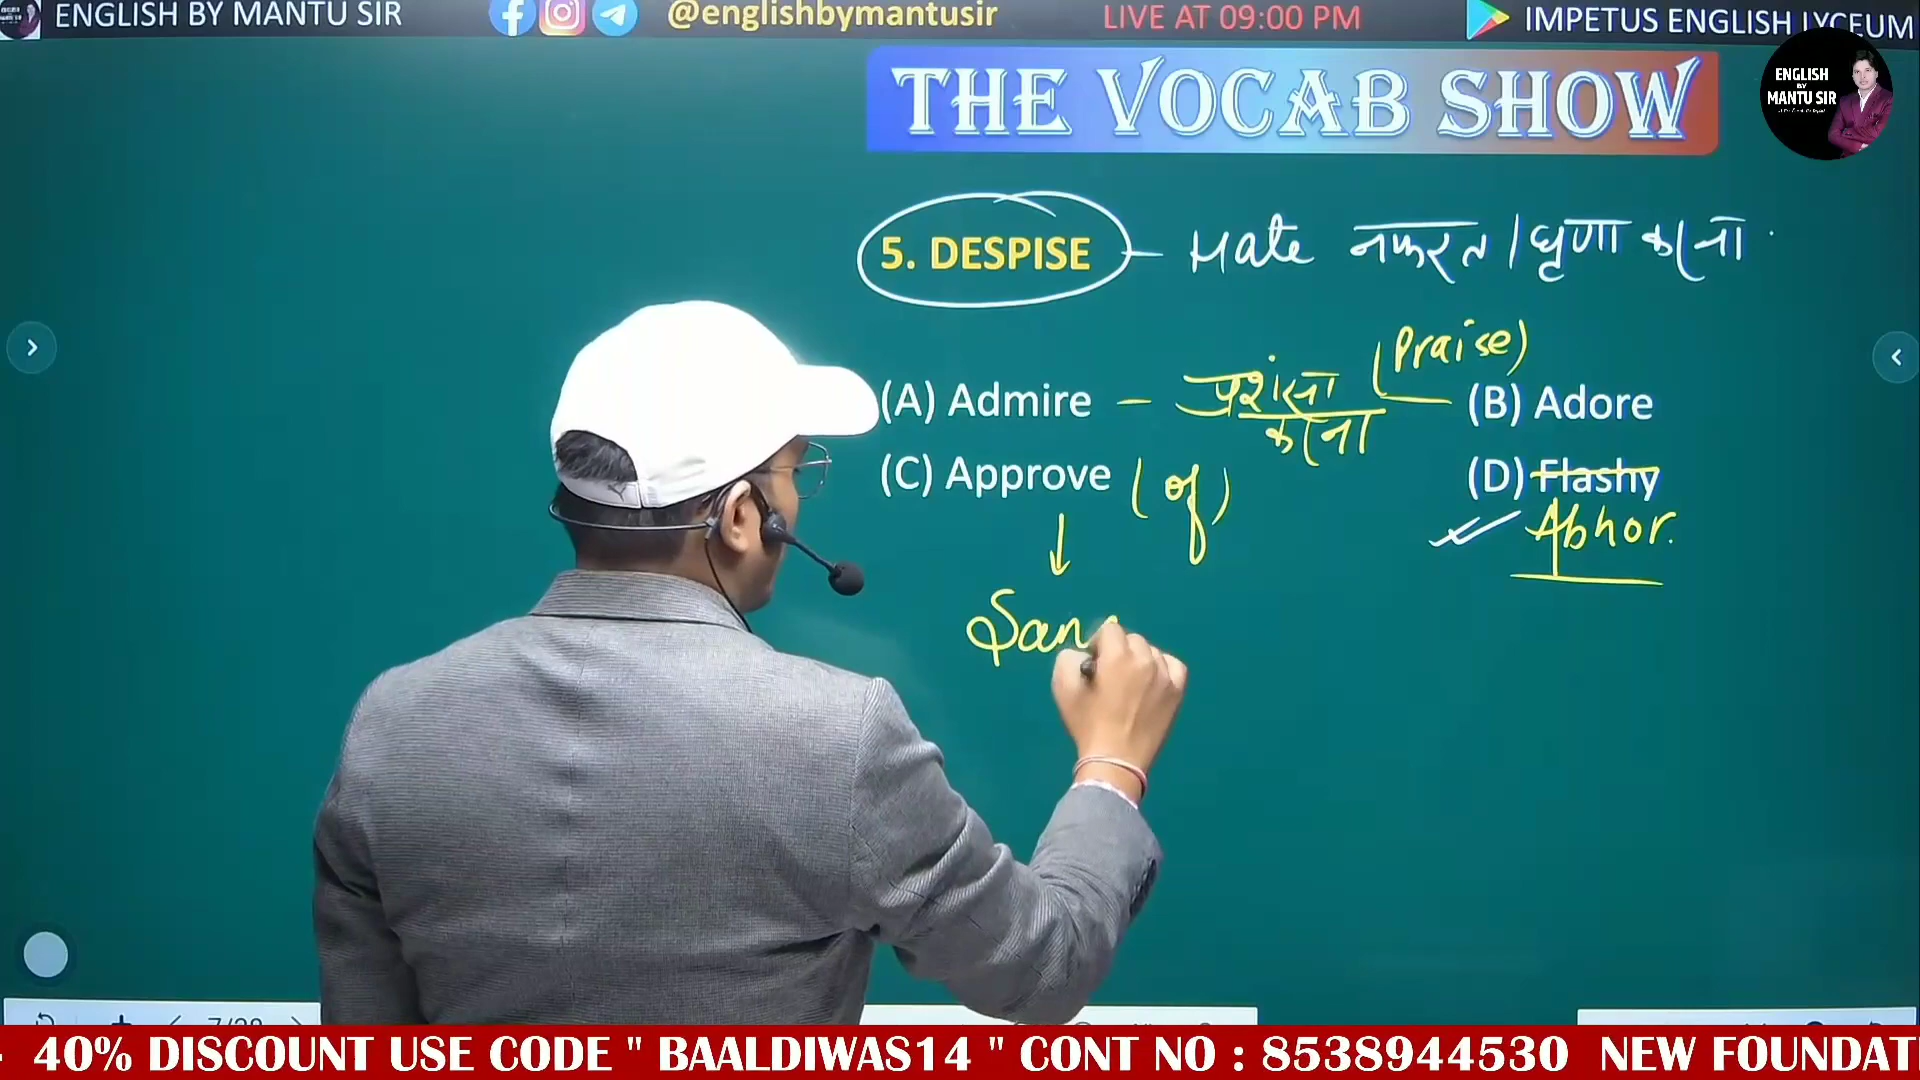 ENGLISH BY MANTU SIR @englishbymantusir LIVE AT 09:00 PM IMPETUS ENGLISH LYCEUM
ENGLISH
BY
MANTU SIR
THE VOCAB SHOW
5. DESPISE – Hate नफरत / घृणा करना
(A) Admire – प्रशंसा करना (Praise) (B) Adore
(C) Approve (of) (D) Flashy
Abhor.
San
40% DISCOUNT USE CODE " BAALDIWAS14 " CONT NO : 8538944530 NEW FOUNDAT